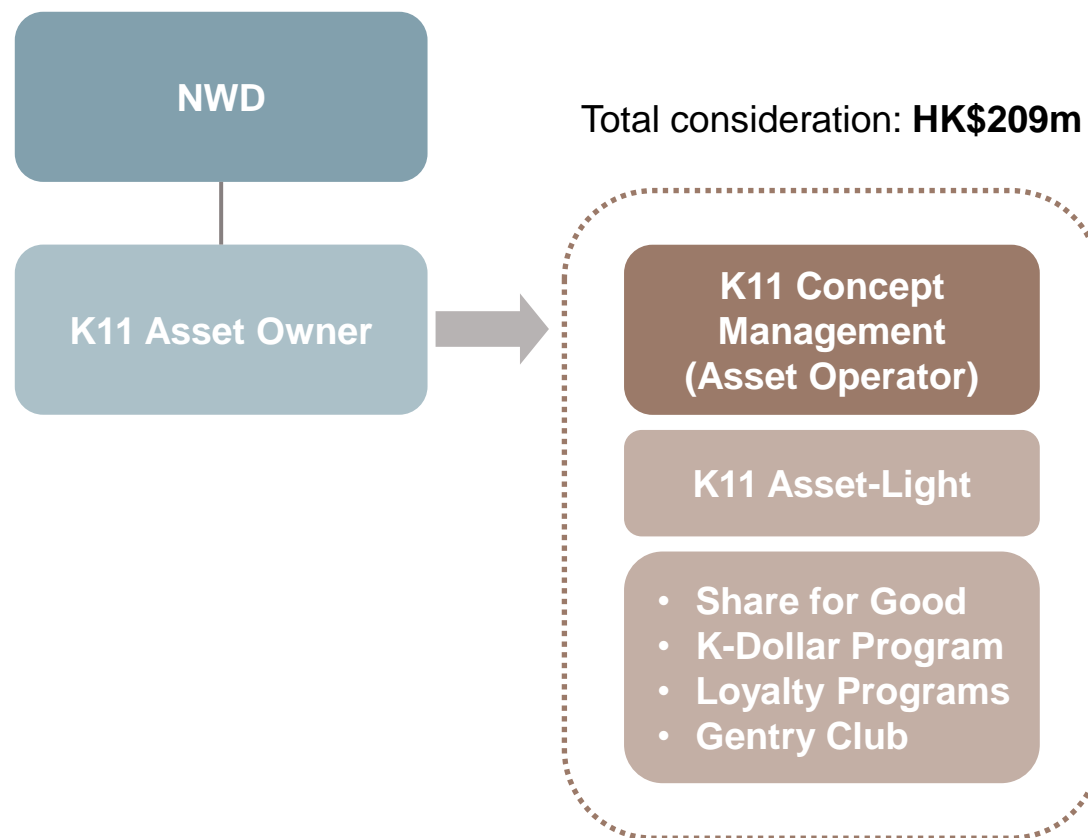 NWD
Total consideration: HK$209m
K11 Asset Owner
K11 Concept
Management
(Asset Operator)
K11 Asset-Light
• Share for Good
• K-Dollar Program
• Loyalty Programs
• Gentry Club